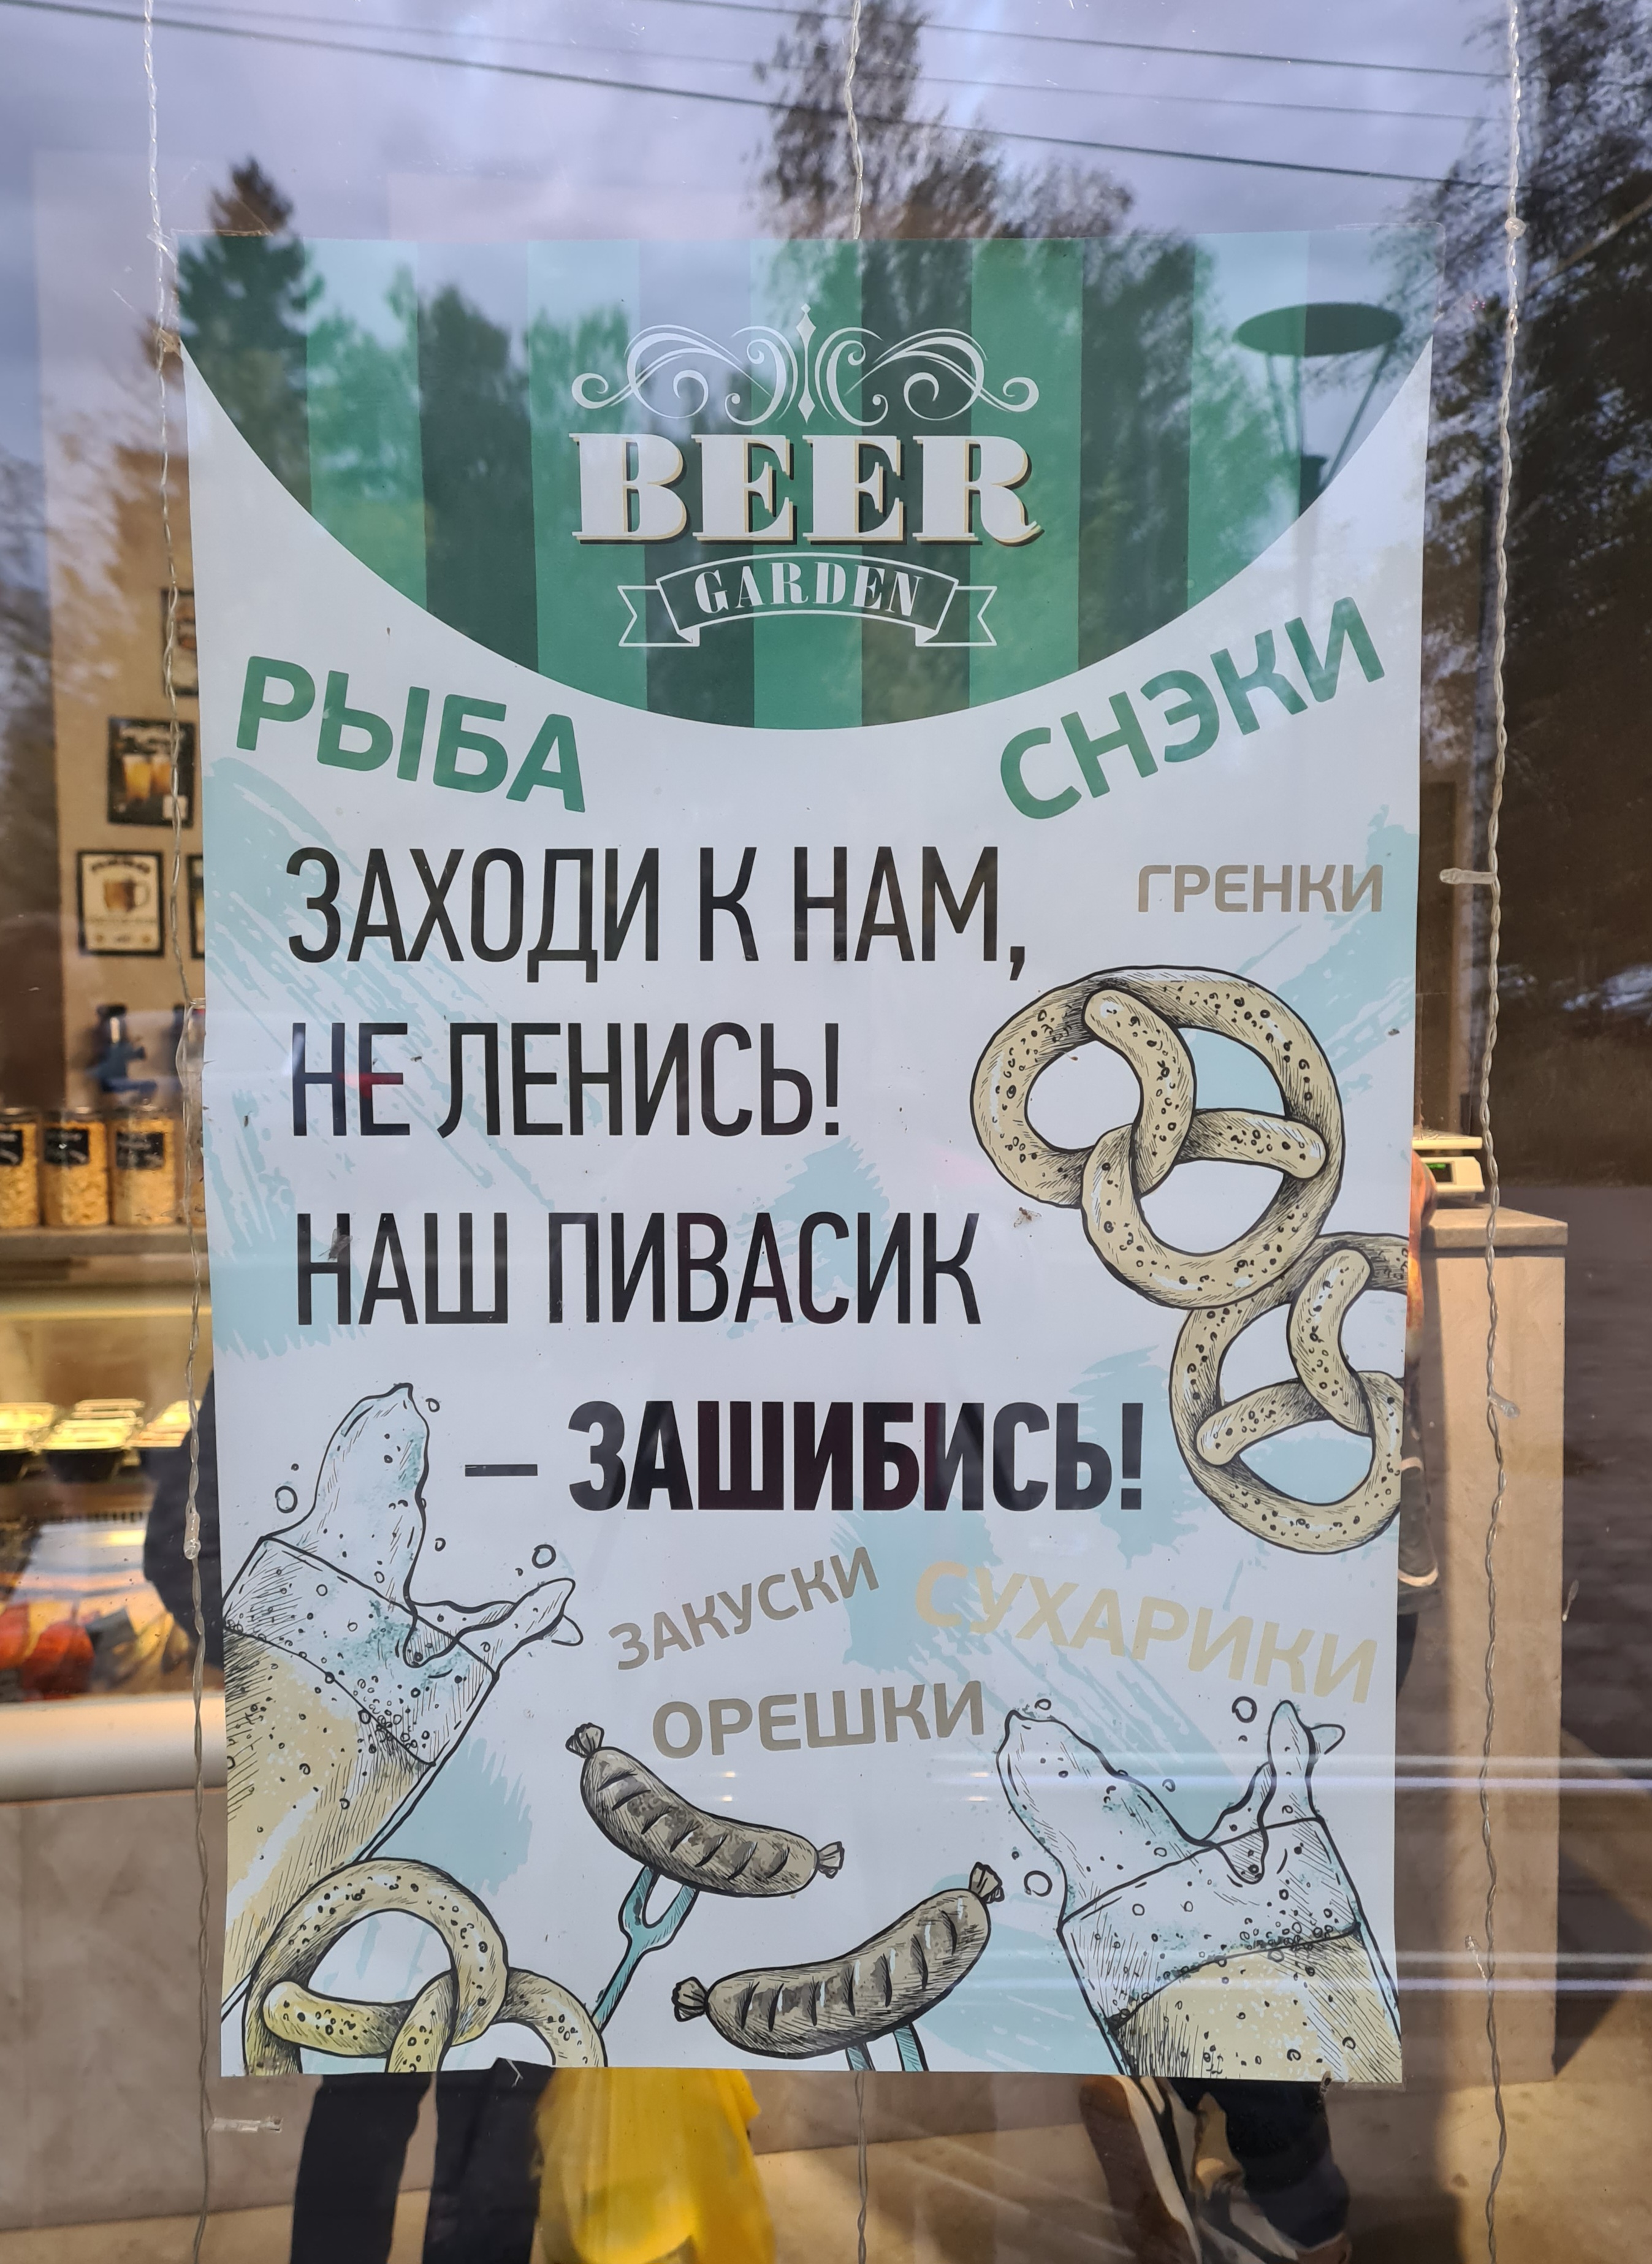 BEER
GARDEN
РЫБА
СНЭКИ
ЗАХОДИ К НАМ,
ГРЕНКИ
НЕ ЛЕНИСЬ!
НАШ ПИВАСИК
– ЗАШИБИСЬ!
ЗАКУСКИ
СУХАРИКИ
ОРЕШКИ